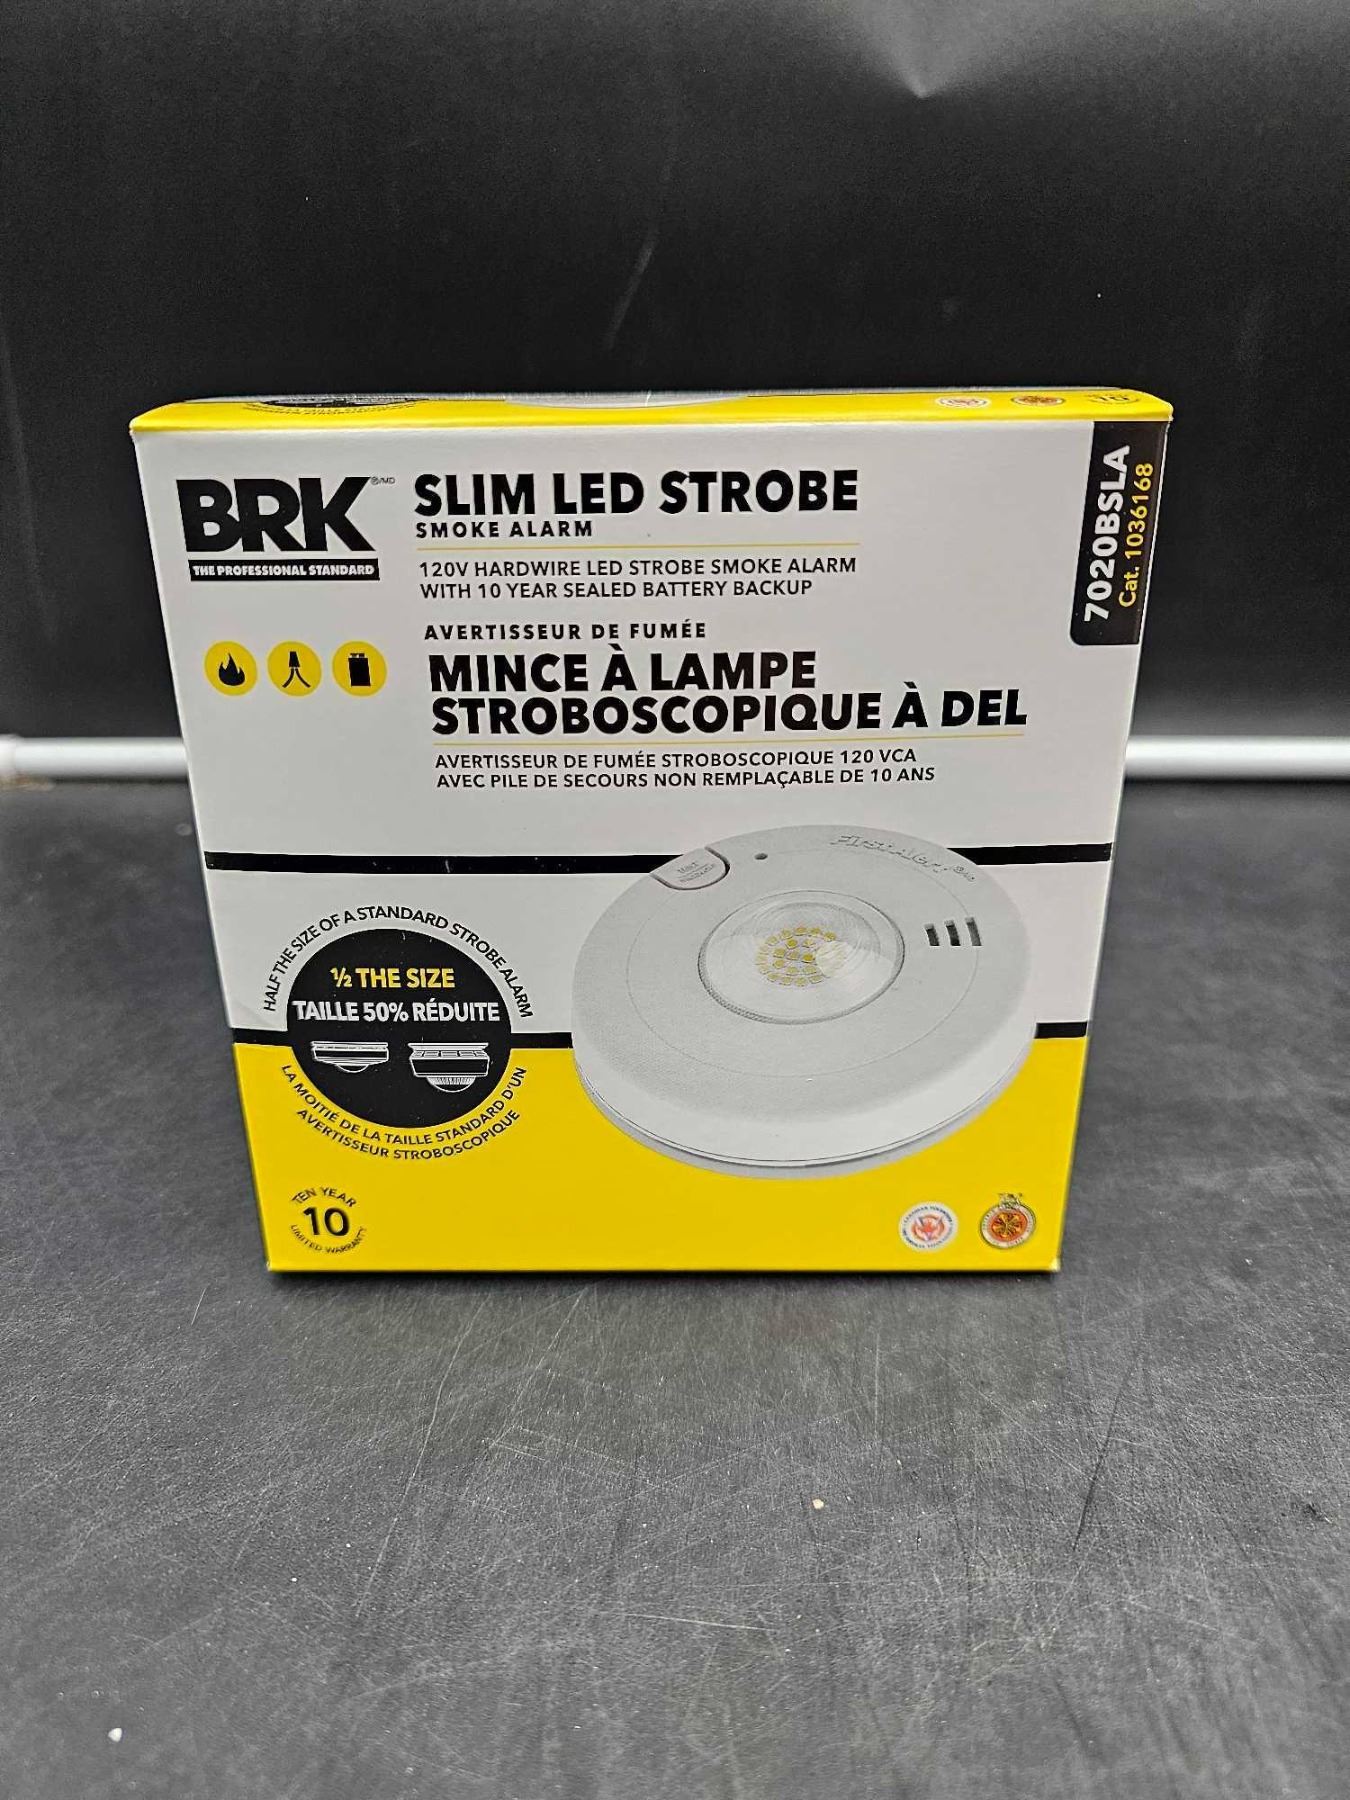 BRK ®/MD
THE PROFESSIONAL STANDARD
SLIM LED STROBE
SMOKE ALARM
120V HARDWIRE LED STROBE SMOKE ALARM
WITH 10 YEAR SEALED BATTERY BACKUP
AVERTISSEUR DE FUMÉE
MINCE À LAMPE
STROBOSCOPIQUE À DEL
AVERTISSEUR DE FUMÉE STROBOSCOPIQUE 120 VCA
AVEC PILE DE SECOURS NON REMPLAÇABLE DE 10 ANS
7020BSLA
Cat. 1036168
First Alert
HALF THE SIZE OF A STANDARD STROBE ALARM
½ THE SIZE
TAILLE 50% RÉDUITE
LA MOITIÉ DE LA TAILLE STANDARD D'UN
AVERTISSEUR STROBOSCOPIQUE
TEN YEAR
10
LIMITED WARRANTY